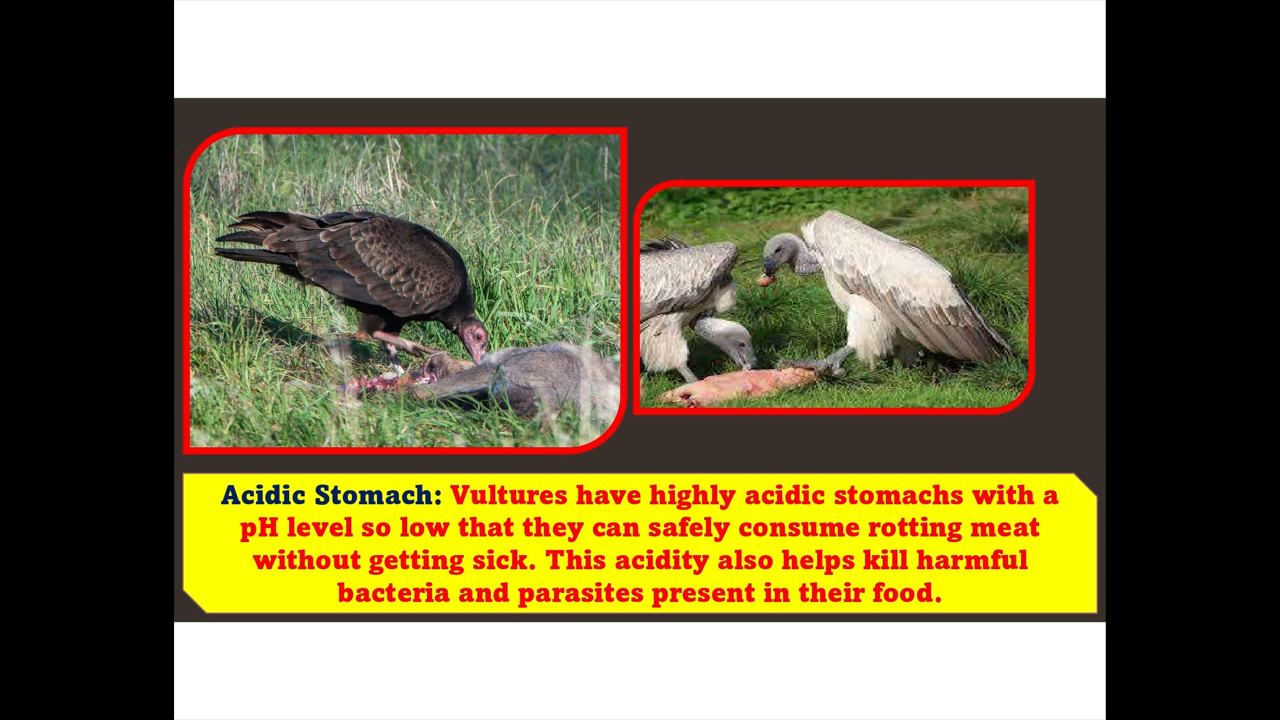 Acidic Stomach: Vultures have highly acidic stomachs with a
pH level so low that they can safely consume rotting meat
without getting sick. This acidity also helps kill harmful
bacteria and parasites present in their food.